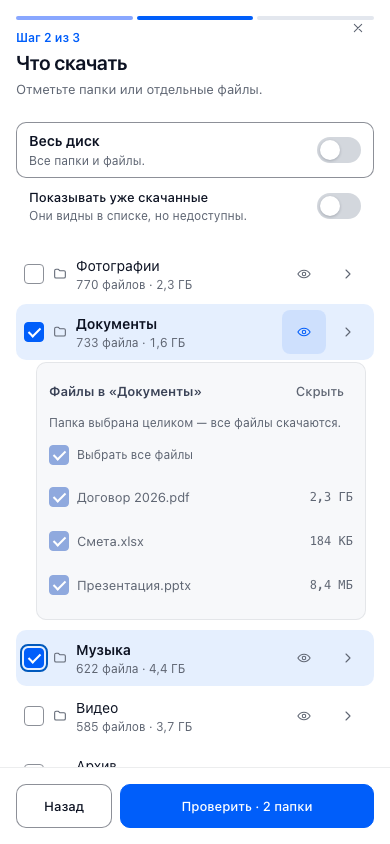 Шаг 2 из 3
Что скачать
Отметьте папки или отдельные файлы.
Весь диск
Все папки и файлы.
Показывать уже скачанные
Они видны в списке, но недоступны.
Фотографии
770 файлов · 2,3 ГБ
Документы
733 файла · 1,6 ГБ
Файлы в «Документы»
Скрыть
Папка выбрана целиком — все файлы скачаются.
Выбрать все файлы
Договор 2026.pdf
2,3 ГБ
Смета.xlsx
184 КБ
Презентация.pptx
8,4 МБ
Музыка
622 файла · 4,4 ГБ
Видео
585 файлов · 3,7 ГБ
Архив
Назад
Проверить · 2 папки